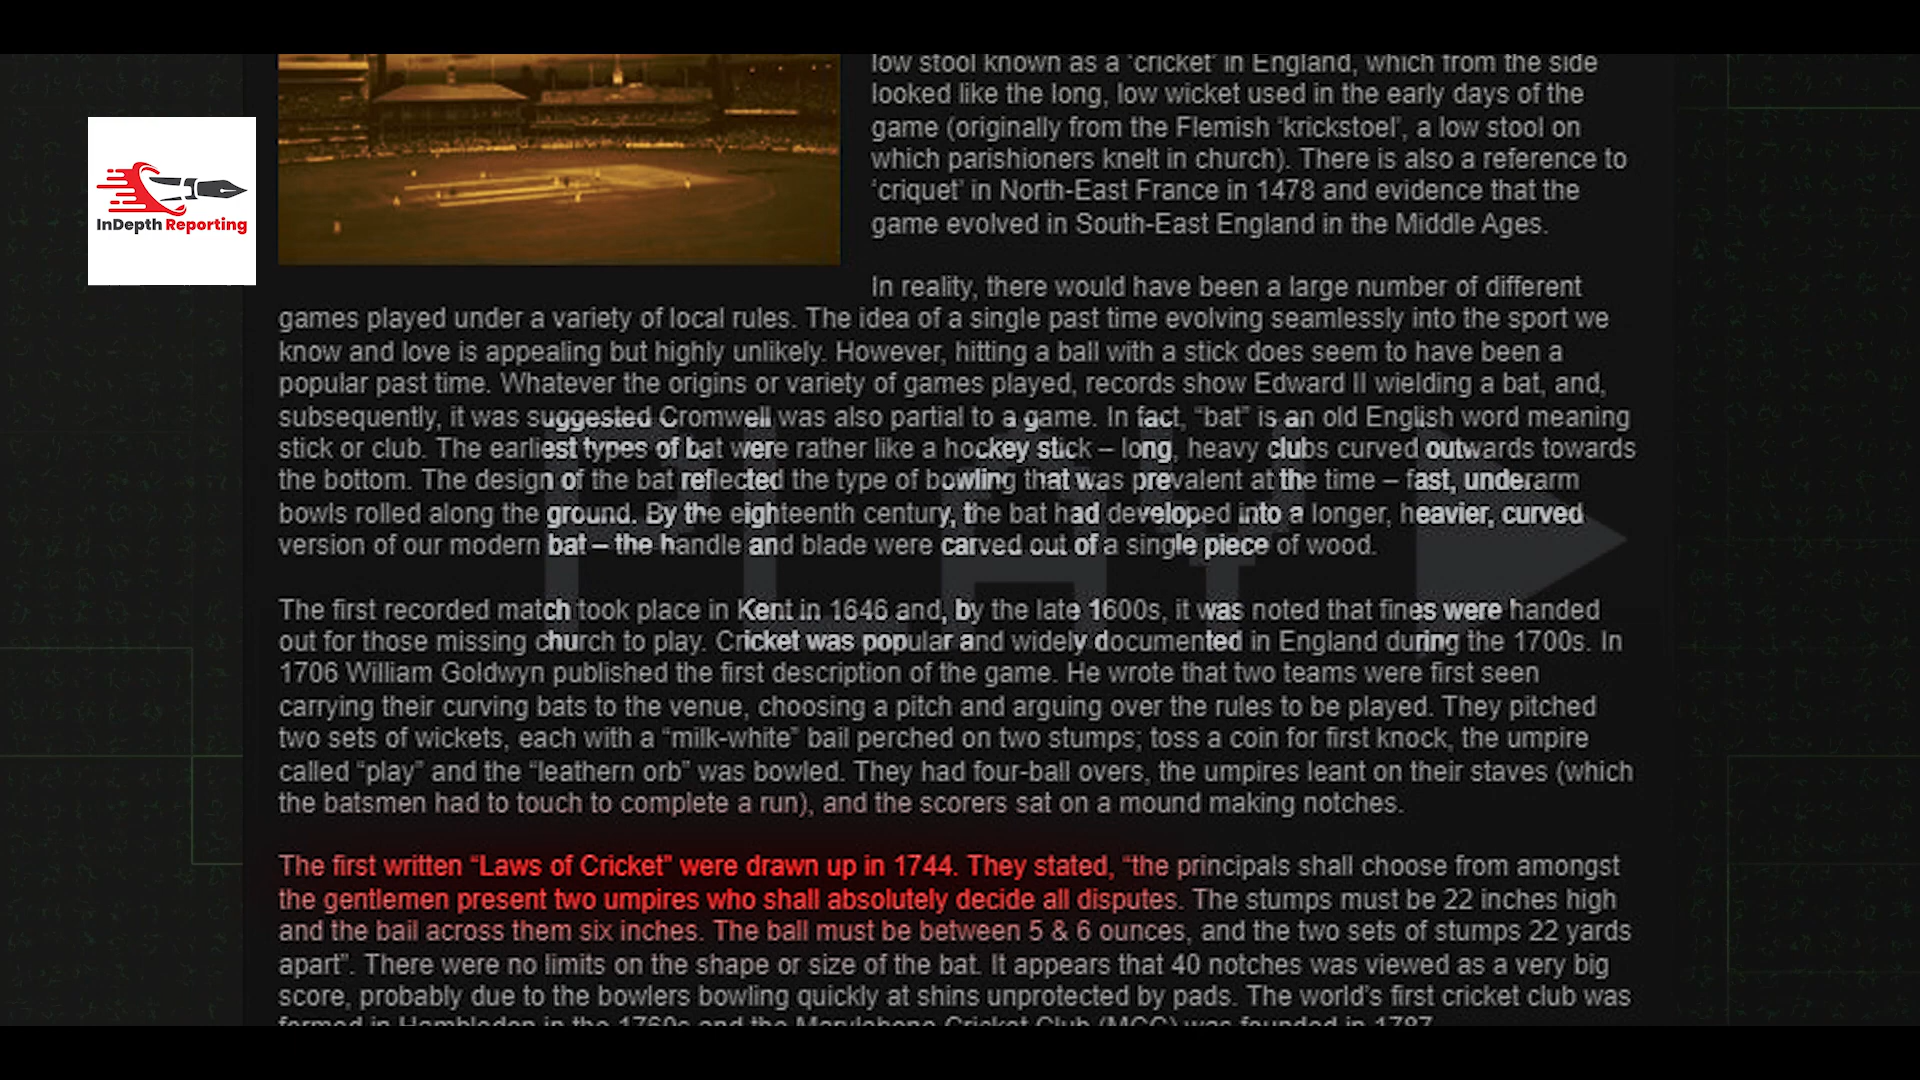 low stool known as a ‘cricket’ in England, which from the side
looked like the long, low wicket used in the early days of the
game (originally from the Flemish ‘krickstoel’, a low stool on
which parishioners knelt in church). There is also a reference to
‘criquet’ in North-East France in 1478 and evidence that the
game evolved in South-East England in the Middle Ages.
InDepth Reporting
In reality, there would have been a large number of different
games played under a variety of local rules. The idea of a single past time evolving seamlessly into the sport we
know and love is appealing but highly unlikely. However, hitting a ball with a stick does seem to have been a
popular past time. Whatever the origins or variety of games played, records show Edward II wielding a bat, and,
subsequently, it was suggested Cromwell was also partial to a game. In fact, “bat” is an old English word meaning
stick or club. The earliest types of bat were rather like a hockey stick – long, heavy clubs curved outwards towards
the bottom. The design of the bat reflected the type of bowling that was prevalent at the time – fast, underarm
bowls rolled along the ground. By the eighteenth century, the bat had developed into a longer, heavier, curved
version of our modern bat – the handle and blade were carved out of a single piece of wood.
PLAY
The first recorded match took place in Kent in 1646 and, by the late 1600s, it was noted that fines were handed
out for those missing church to play. Cricket was popular and widely documented in England during the 1700s. In
1706 William Goldwyn published the first description of the game. He wrote that two teams were first seen
carrying their curving bats to the venue, choosing a pitch and arguing over the rules to be played. They pitched
two sets of wickets, each with a “milk-white” bail perched on two stumps; toss a coin for first knock, the umpire
called “play” and the “leathern orb” was bowled. They had four-ball overs, the umpires leant on their staves (which
the batsmen had to touch to complete a run), and the scorers sat on a mound making notches.
The first written “Laws of Cricket” were drawn up in 1744. They stated, “the principals shall choose from amongst
the gentlemen present two umpires who shall absolutely decide all disputes. The stumps must be 22 inches high
and the bail across them six inches. The ball must be between 5 & 6 ounces, and the two sets of stumps 22 yards
apart”. There were no limits on the shape or size of the bat. It appears that 40 notches was viewed as a very big
score, probably due to the bowlers bowling quickly at shins unprotected by pads. The world’s first cricket club was
formed in Hambledon in the 1760s and the Marylebone Cricket Club (MCC) was founded in 1787.